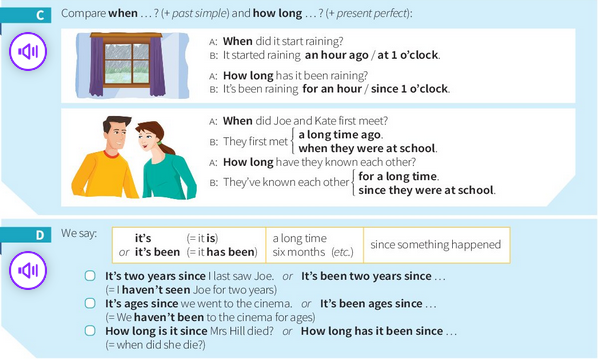 C
Compare when … ? (+ past simple) and how long … ? (+ present perfect):
A: When did it start raining?
B: It started raining an hour ago / at 1 o'clock.
A: How long has it been raining?
B: It's been raining for an hour / since 1 o'clock.
A: When did Joe and Kate first meet?
B: They first met { a long time ago.
when they were at school.
A: How long have they known each other?
B: They've known each other { for a long time.
since they were at school.
D
We say:
it's (= it is)
or it's been (= it has been)
a long time
six months (etc.)
since something happened
It's two years since I last saw Joe. or It's been two years since …
(= I haven't seen Joe for two years)
It's ages since we went to the cinema. or It's been ages since …
(= We haven't been to the cinema for ages)
How long is it since Mrs Hill died? or How long has it been since …
(= when did she die?)